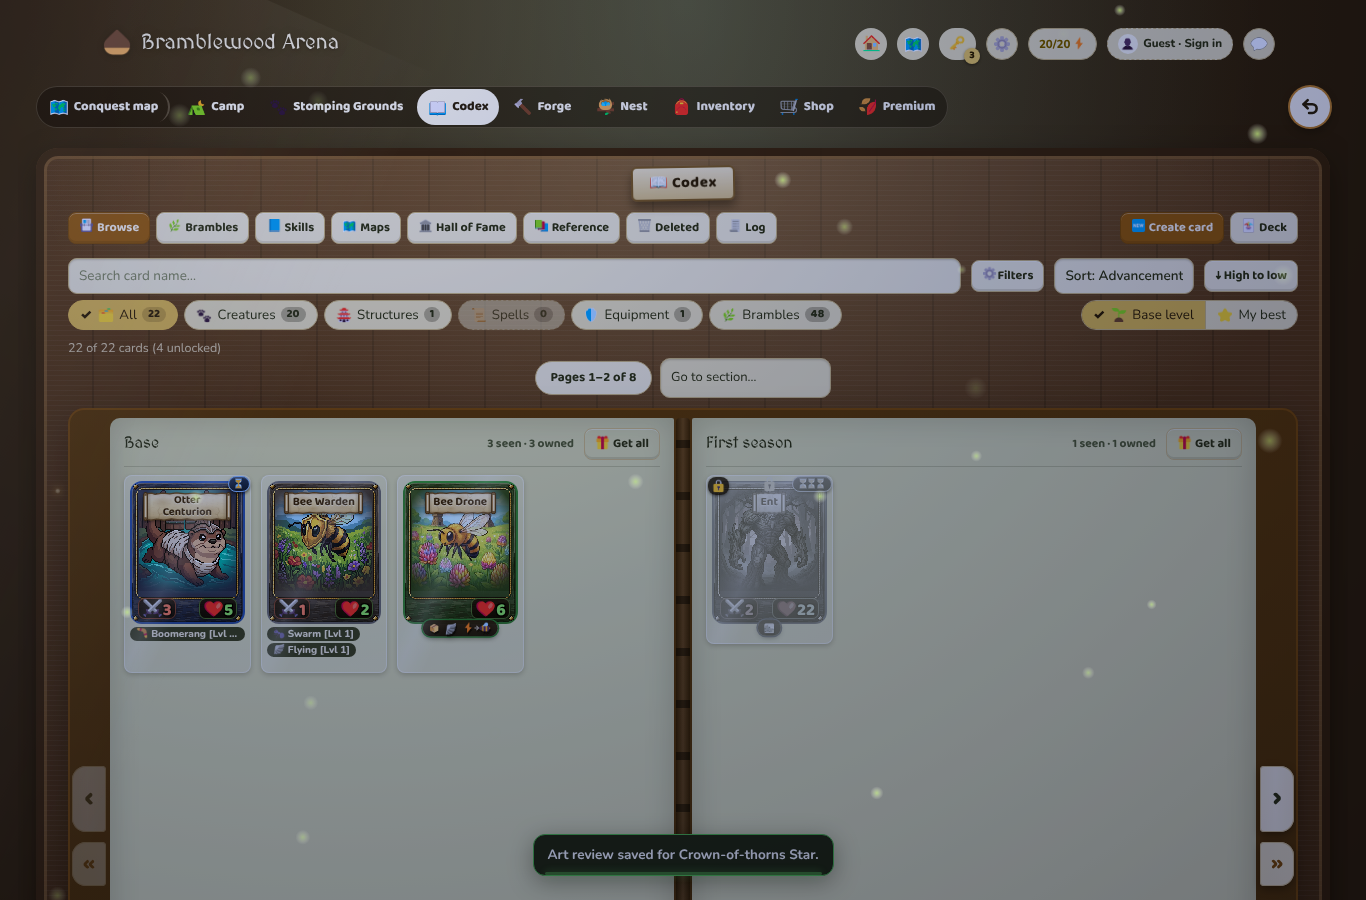 Bramblewood Arena
3
20/20
Guest · Sign in
Conquest map
Camp
Stomping Grounds
Codex
Forge
Nest
Inventory
Shop
Premium
Codex
Browse
Brambles
Skills
Maps
Hall of Fame
Reference
Deleted
Log
NEW
Create card
Deck
Search card name...
Filters
Sort: Advancement
↓ High to low
✓ All 22
Creatures 20
Structures 1
Spells 0
Equipment 1
Brambles 48
✓ Base level
My best
22 of 22 cards (4 unlocked)
Pages 1–2 of 8
Go to section...
Base
3 seen · 3 owned
Get all
First season
1 seen · 1 owned
Get all
Otter
Centurion
3
5
Boomerang [Lvl ...
Bee Warden
1
2
Swarm [Lvl 1]
Flying [Lvl 1]
Bee Drone
6
1
Ent
2
22
‹
›
«
»
Art review saved for Crown-of-thorns Star.